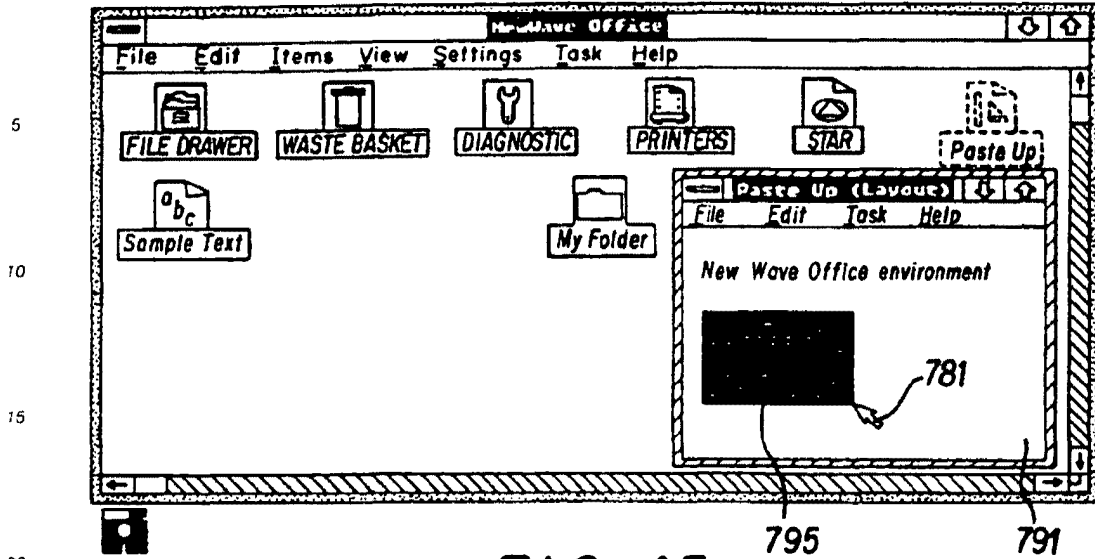 NewWave Office
File Edit Items View Settings Task Help
5
FILE DRAWER WASTE BASKET DIAGNOSTIC PRINTERS STAR Paste Up
Paste Up (Layout)
File Edit Task Help
abc
Sample Text My Folder
10
New Wave Office environment
781
15
795 791